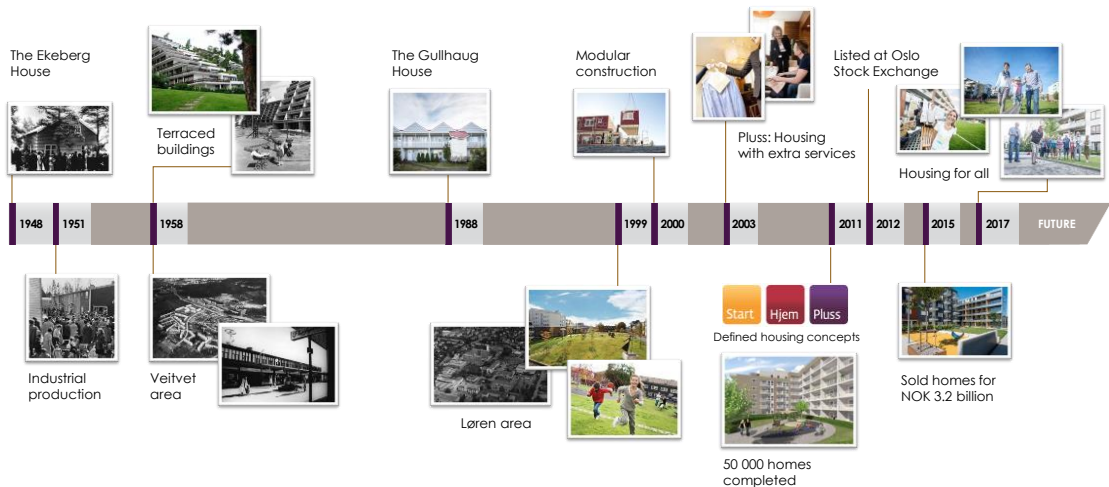 The Ekeberg
House
Terraced
buildings
The Gullhaug
House
Modular
construction
Pluss: Housing
with extra services
Listed at Oslo
Stock Exchange
Housing for all
1948
1951
1958
1988
1999
2000
2003
2011
2012
2015
2017
FUTURE
Industrial
production
Veitvet
area
Løren area
Start
Hjem
Pluss
Defined housing concepts
50 000 homes
completed
Sold homes for
NOK 3.2 billion